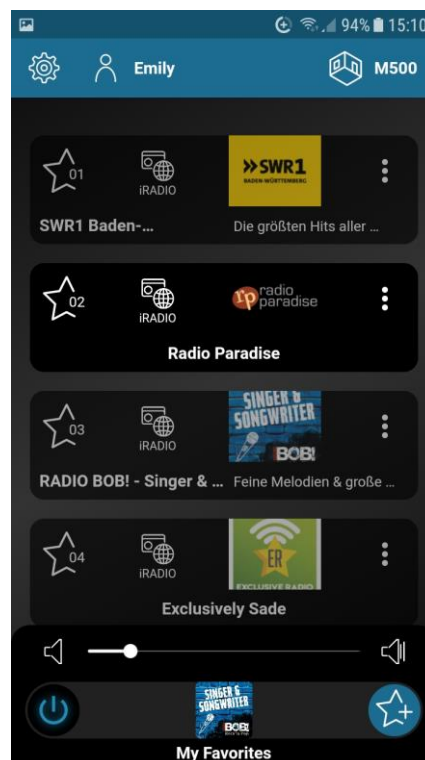 94% 15:10
Emily M500
01
iRADIO
»SWR1
BADEN-WÜRTTEMBERG
SWR1 Baden-... Die größten Hits aller ...
02
iRADIO
rp radio
paradise
Radio Paradise
03
iRADIO
SINGER &
SONGWRITER
BOB!
RADIO BOB! - Singer & ... Feine Melodien & große ...
04
iRADIO
ER
EXCLUSIVE RADIO
Exclusively Sade
SINGER &
SONGWRITER
BOB!
My Favorites